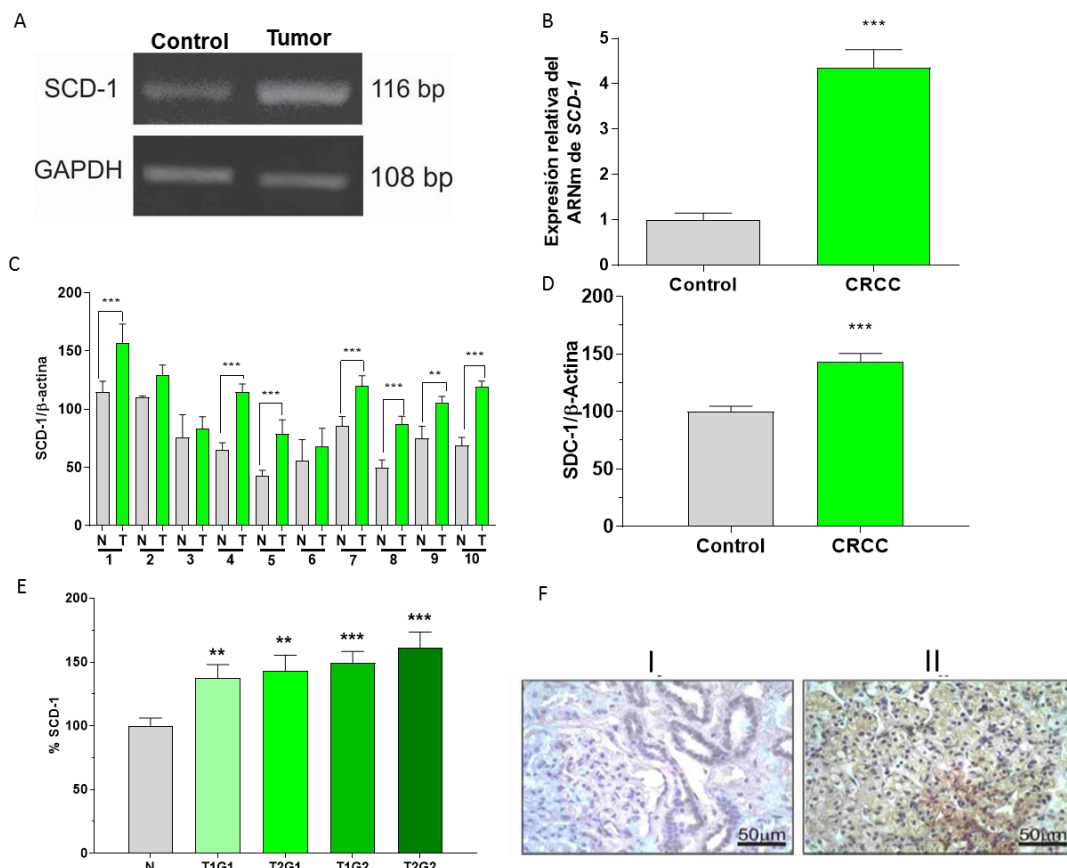 A
Control Tumor
SCD-1
116 bp
GAPDH
108 bp
B
***
Expresión relativa del
ARNm de SCD-1
5
4
3
2
1
0
Control CRCC
C
SCD-1/β-actina
200
150
100
50
0
*** *** *** *** *** ** ***
N T N T N T N T N T N T N T N T N T N T
1 2 3 4 5 6 7 8 9 10
D
SDC-1/β-Actina
200
150
100
50
0
***
Control CRCC
E
% SCD-1
200
150
100
50
0
** ** *** ***
N T1G1 T2G1 T1G2 T2G2
F
I II
50μm
50μm